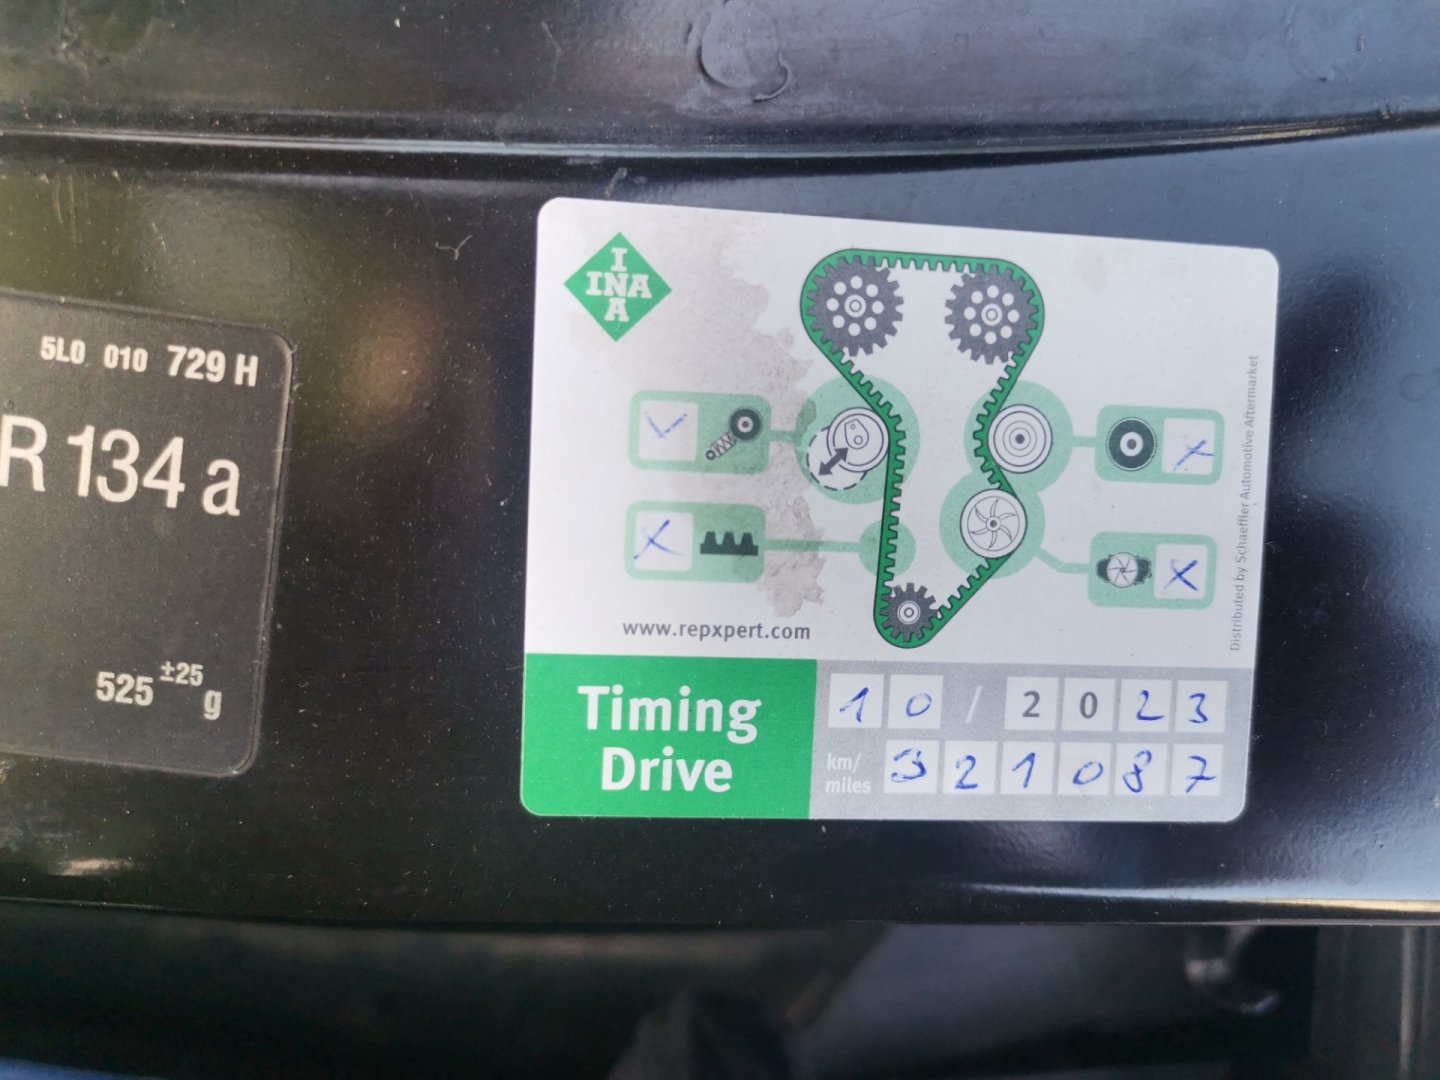 5L0 010 729 H
R 134 a
525 ±25 g
I
INA
A
www.repxpert.com
Distributed by Schaeffler Automotive Aftermarket
Timing
Drive
10 / 2023
km/
miles
321087